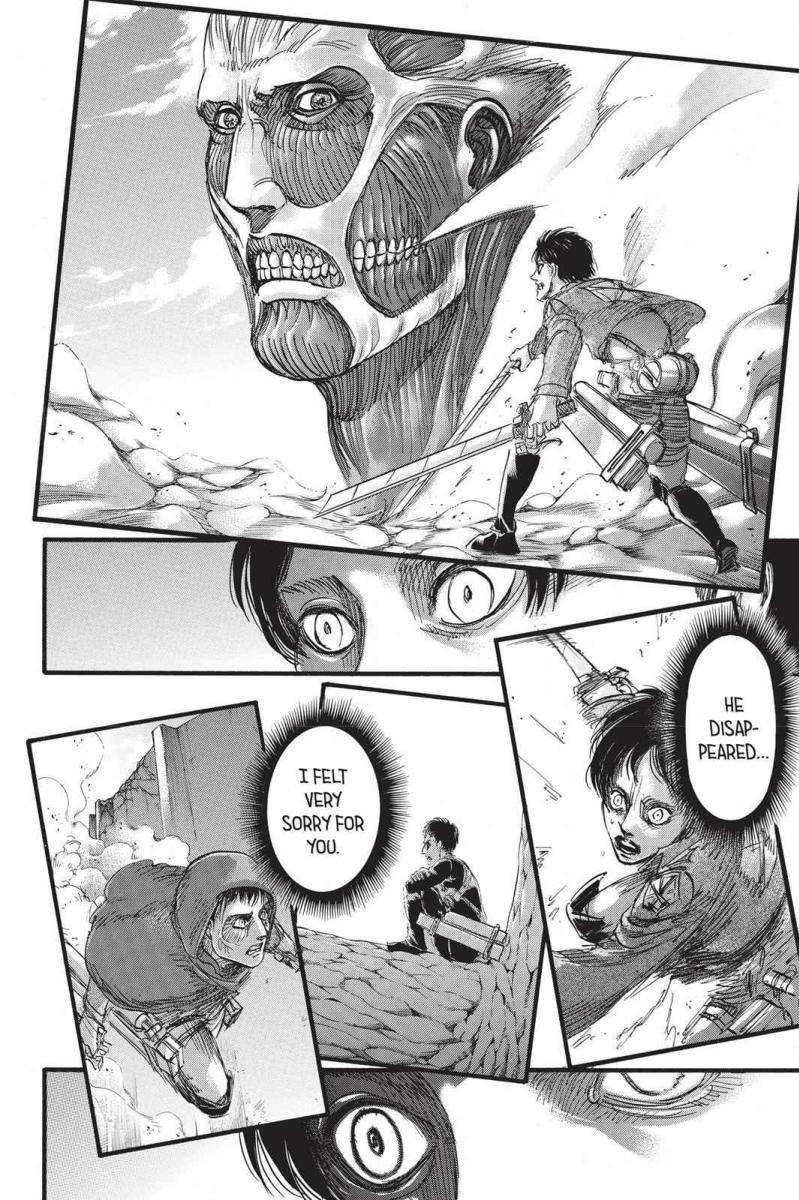 HE
DISAP-
PEARED...
I FELT
VERY
SORRY FOR
YOU.